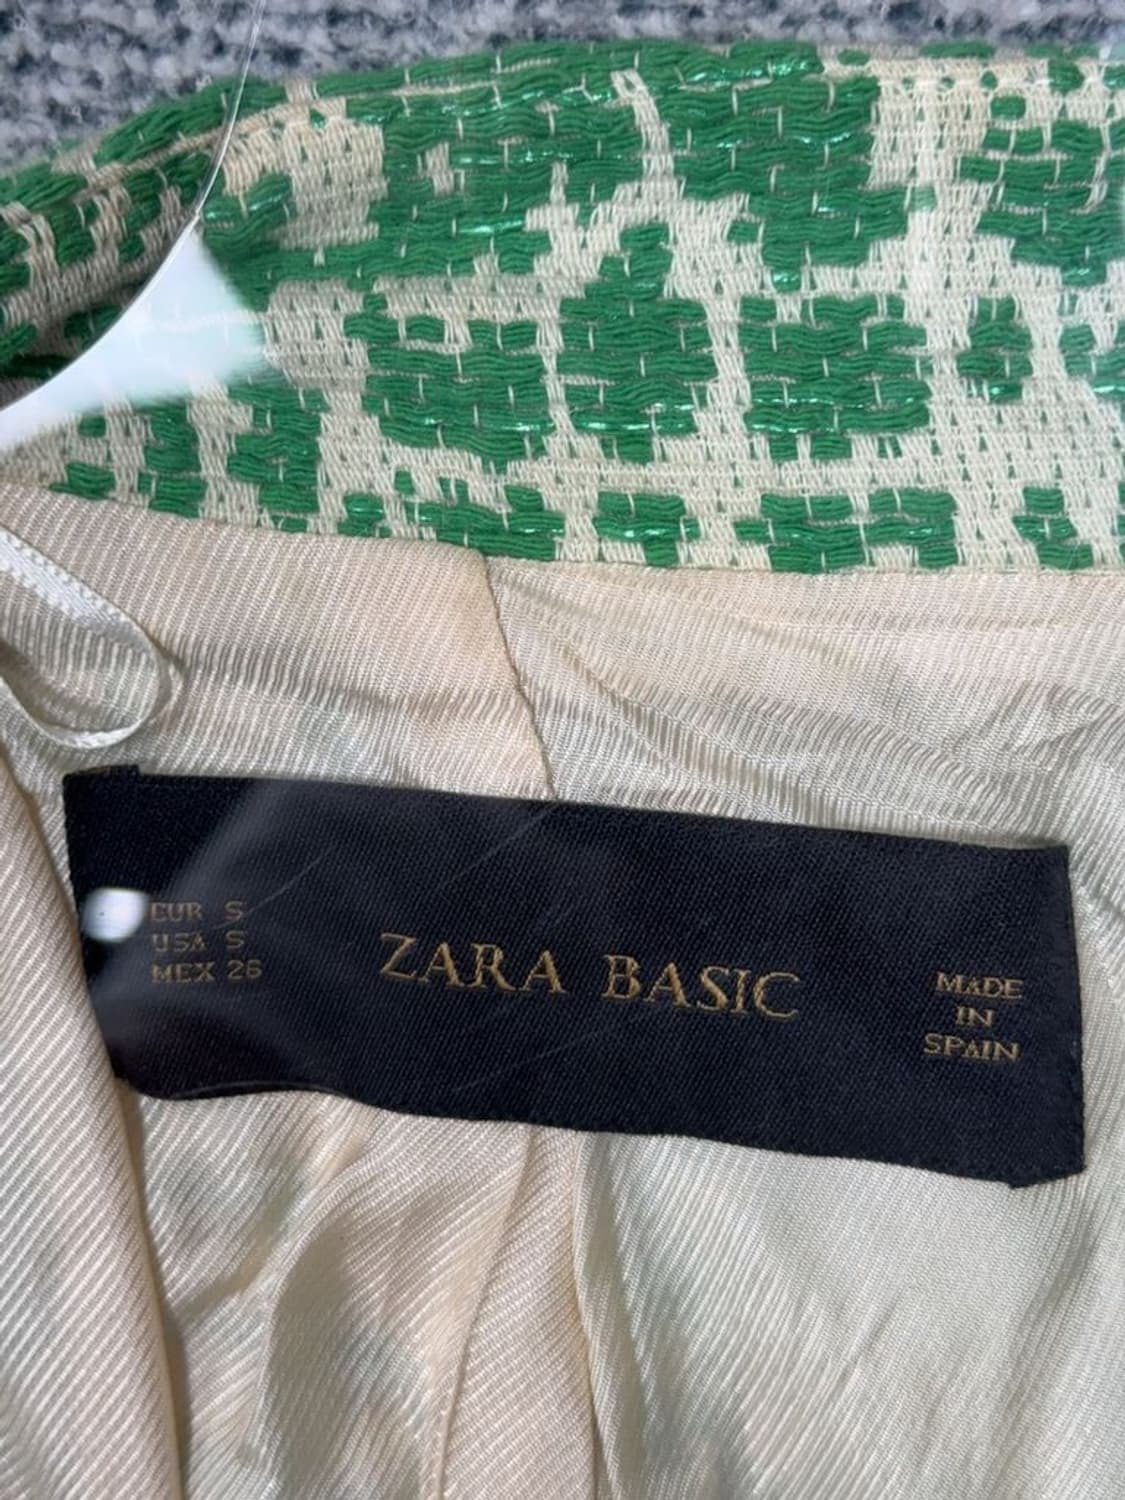 EUR S
USA S
MEX 26
ZARA BASIC
MADE
IN
SPAIN